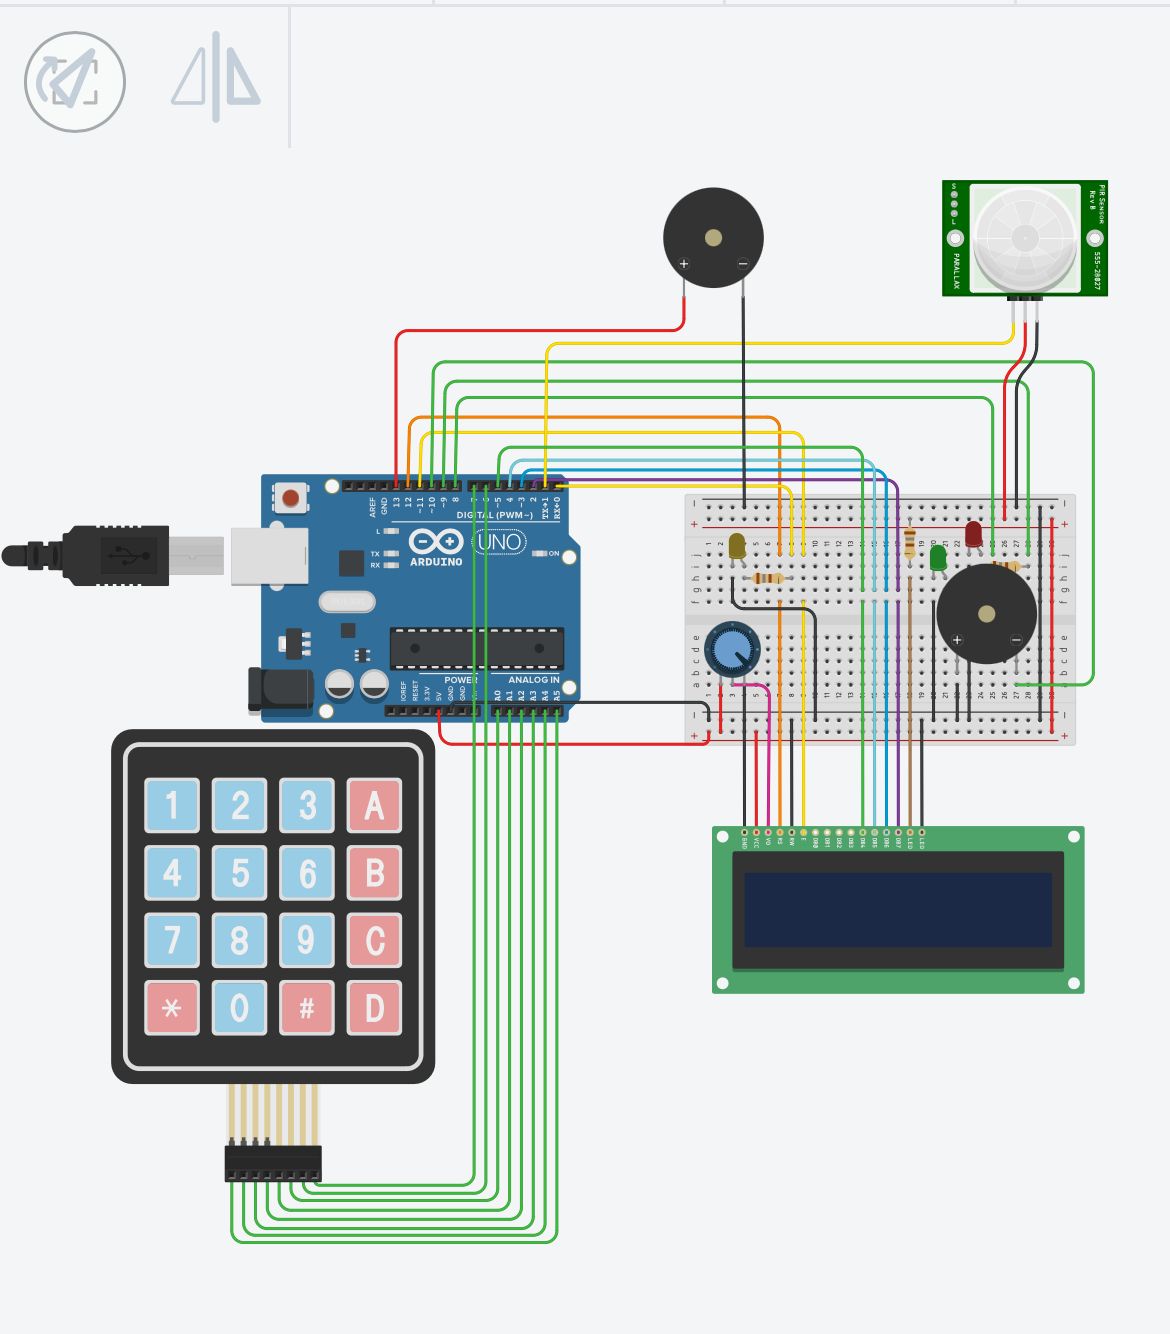 PIR SENSOR
Rev B
555-28027
PARALLAX
+
−
AREF
GND
13
12
~11
~10
~9
8
7
~6
~5
4
~3
2
TX→1
RX←0
DIGITAL (PWM~)
L
TX
RX
UNO
ARDUINO
ON
POWER
ANALOG IN
IOREF
RESET
3.3V
5V
GND
GND
A0
A1
A2
A3
A4
A5
j
i
h
g
f
e
d
c
b
a
+
−
1 2 3 A
4 5 6 B
7 8 9 C
* 0 # D
GND
VCC
V0
RS
RW
E
DB0
DB1
DB2
DB3
DB4
DB5
DB6
DB7
LED
LED